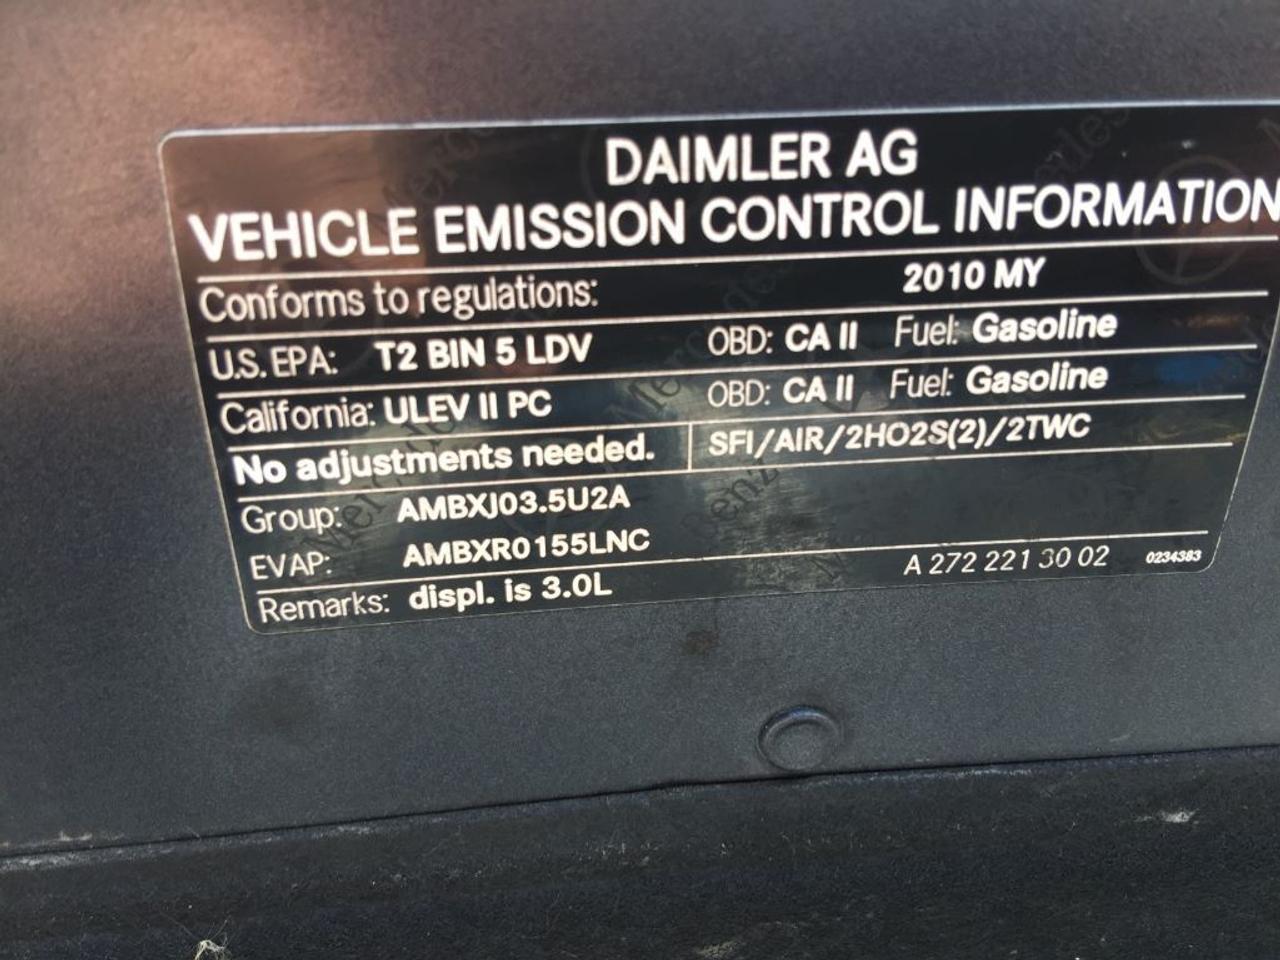 DAIMLER AG
VEHICLE EMISSION CONTROL INFORMATION
Conforms to regulations: 2010 MY
U.S. EPA: T2 BIN 5 LDV OBD: CA II Fuel: Gasoline
California: ULEV II PC OBD: CA II Fuel: Gasoline
No adjustments needed. SFI/AIR/2HO2S(2)/2TWC
Group: AMBXJ03.5U2A
EVAP: AMBXR0155LNC
Remarks: displ. is 3.0L A 272 221 30 02 0234383